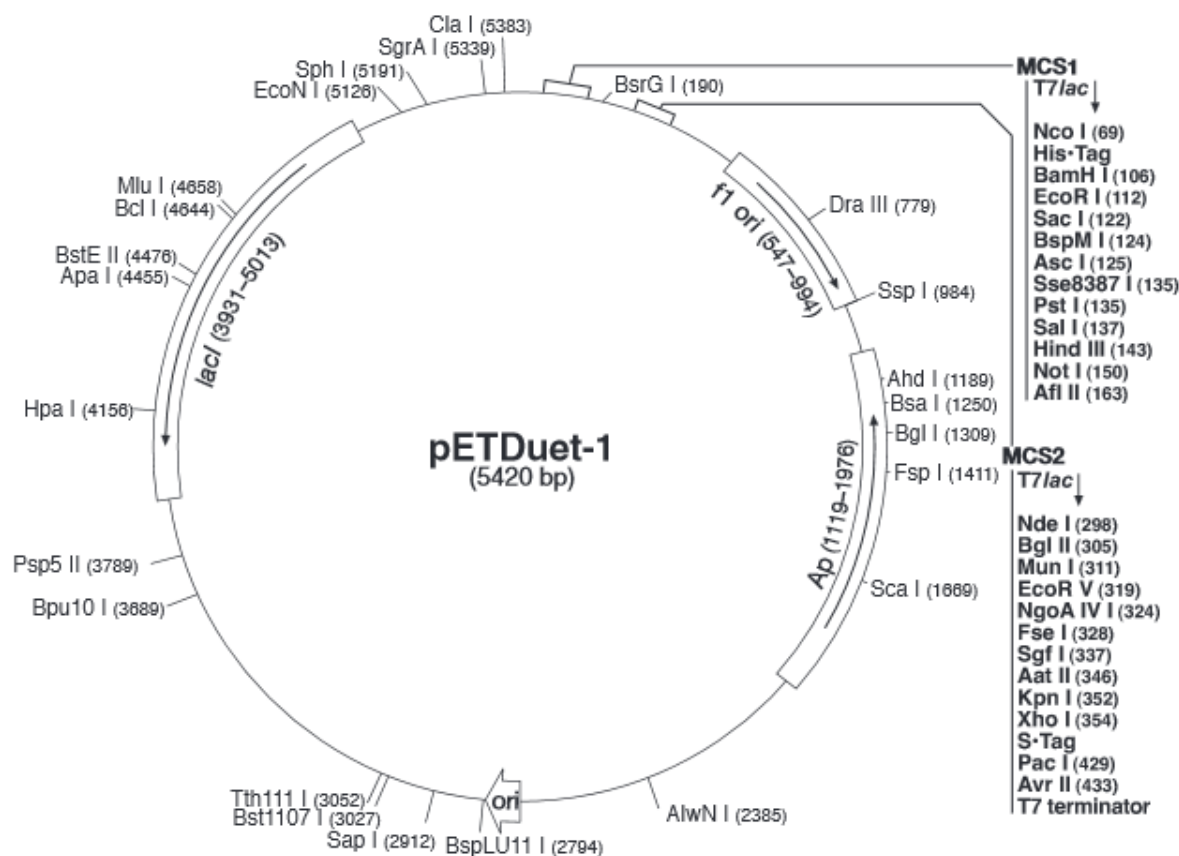 Cla I (5383)
SgrA I (5339)
Sph I (5191)
EcoN I (5126)
Mlu I (4658)
Bcl I (4644)
BstE II (4476)
Apa I (4455)
Hpa I (4156)
Psp5 II (3789)
Bpu10 I (3689)
Tth111 I (3052)
Bst1107 I (3027)
Sap I (2912)
BspLU11 I (2794)
AlwN I (2385)
Sca I (1669)
Fsp I (1411)
Bgl I (1309)
Bsa I (1250)
Ahd I (1189)
Ssp I (984)
Dra III (779)
BsrG I (190)
lacI (3931–5013)
f1 ori (547–994)
Ap (1119–1976)
ori
pETDuet-1
(5420 bp)
MCS1
T7lac
Nco I (69)
His•Tag
BamH I (106)
EcoR I (112)
Sac I (122)
BspM I (124)
Asc I (125)
Sse8387 I (135)
Pst I (135)
Sal I (137)
Hind III (143)
Not I (150)
Afl II (163)
MCS2
T7lac
Nde I (298)
Bgl II (305)
Mun I (311)
EcoR V (319)
NgoA IV I (324)
Fse I (328)
Sgf I (337)
Aat II (346)
Kpn I (352)
Xho I (354)
S•Tag
Pac I (429)
Avr II (433)
T7 terminator